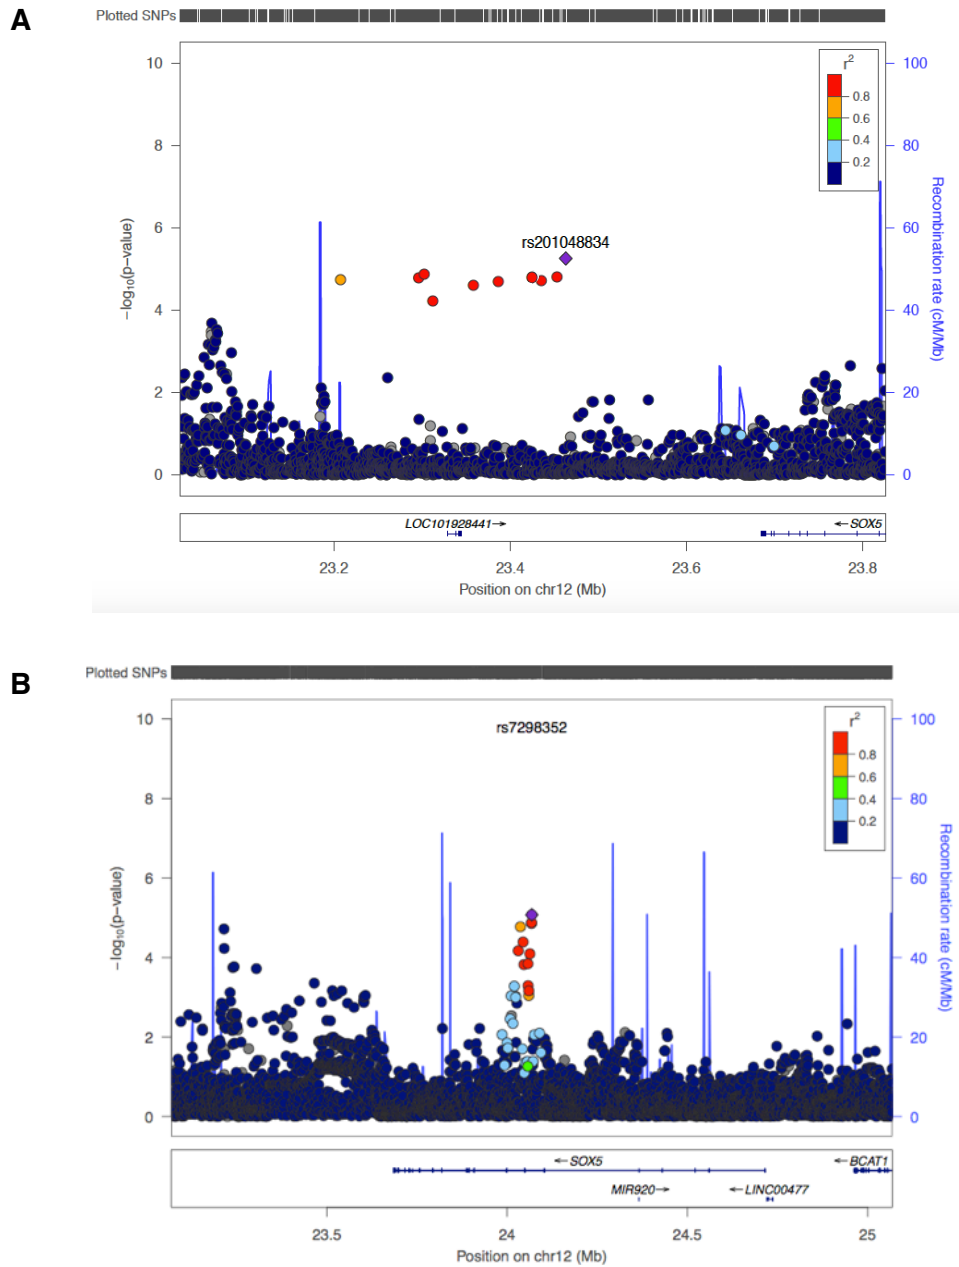 A
Plotted SNPs
10 100
r2
0.8
0.6
0.4
0.2
8 80
6 60
4 40
2 20
0 0
rs201048834
−log10(p−value)
Recombination rate (cM/Mb)
LOC101928441→
←SOX5
23.2 23.4 23.6 23.8
Position on chr12 (Mb)
B
Plotted SNPs
10 100
rs7298352
r2
0.8
0.6
0.4
0.2
8 80
6 60
4 40
2 20
0 0
−log10(p−value)
Recombination rate (cM/Mb)
←SOX5
←BCAT1
MIR920→
←LINC00477
23.5 24 24.5 25
Position on chr12 (Mb)